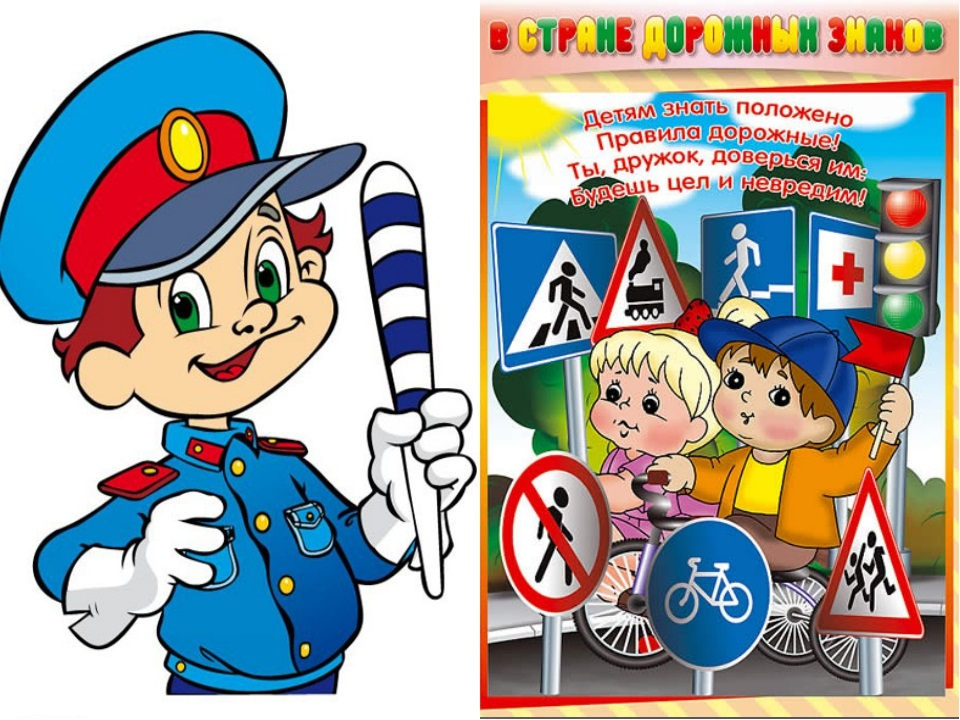 В СТРАНЕ ДОРОЖНЫХ ЗНАКОВ
Детям знать положено
Правила дорожные!
Ты, дружок, доверься им:
Будешь цел и невредим!